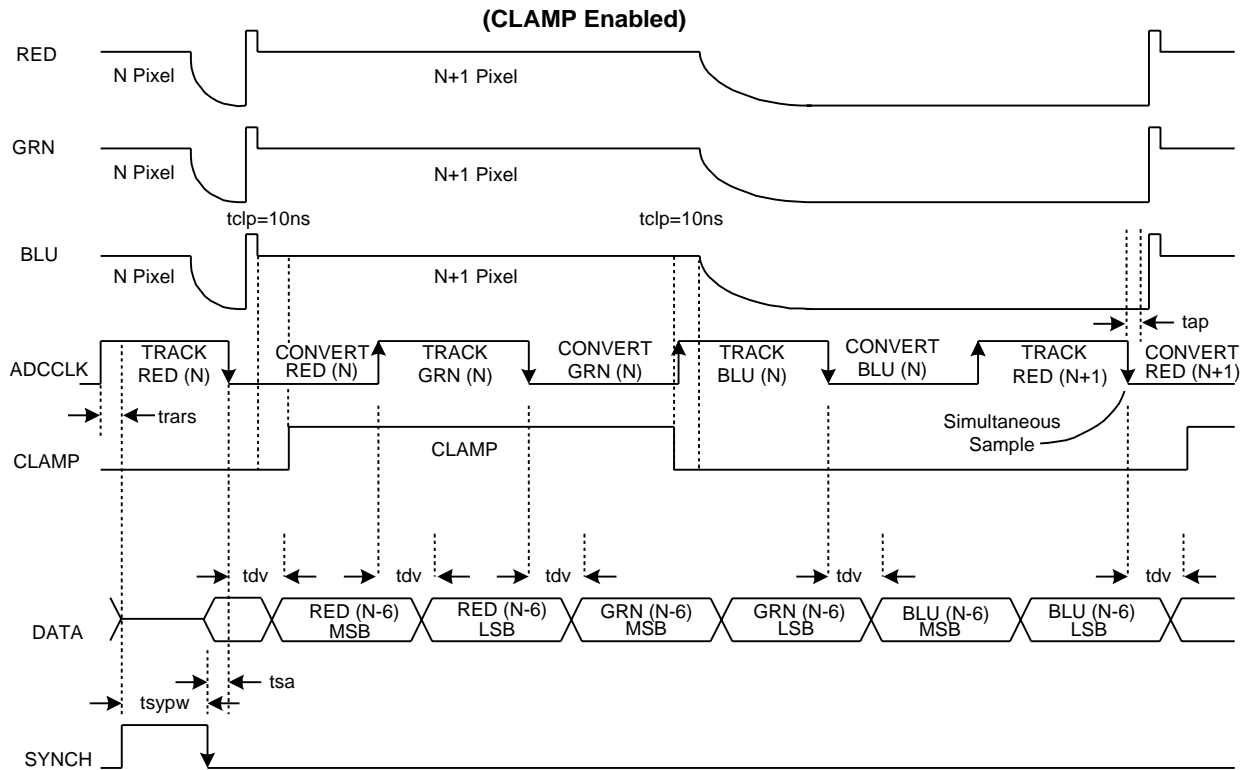 (CLAMP Enabled)
RED
N Pixel
N+1 Pixel
GRN
N Pixel
N+1 Pixel
tclp=10ns
tclp=10ns
BLU
N Pixel
N+1 Pixel
tap
ADCCLK
TRACK
RED (N)
CONVERT
RED (N)
TRACK
GRN (N)
CONVERT
GRN (N)
TRACK
BLU (N)
CONVERT
BLU (N)
TRACK
RED (N+1)
CONVERT
RED (N+1)
trars
Simultaneous
Sample
CLAMP
CLAMP
tdv
tdv
tdv
tdv
tdv
DATA
RED (N-6)
MSB
RED (N-6)
LSB
GRN (N-6)
MSB
GRN (N-6)
LSB
BLU (N-6)
MSB
BLU (N-6)
LSB
tsa
tsypw
SYNCH